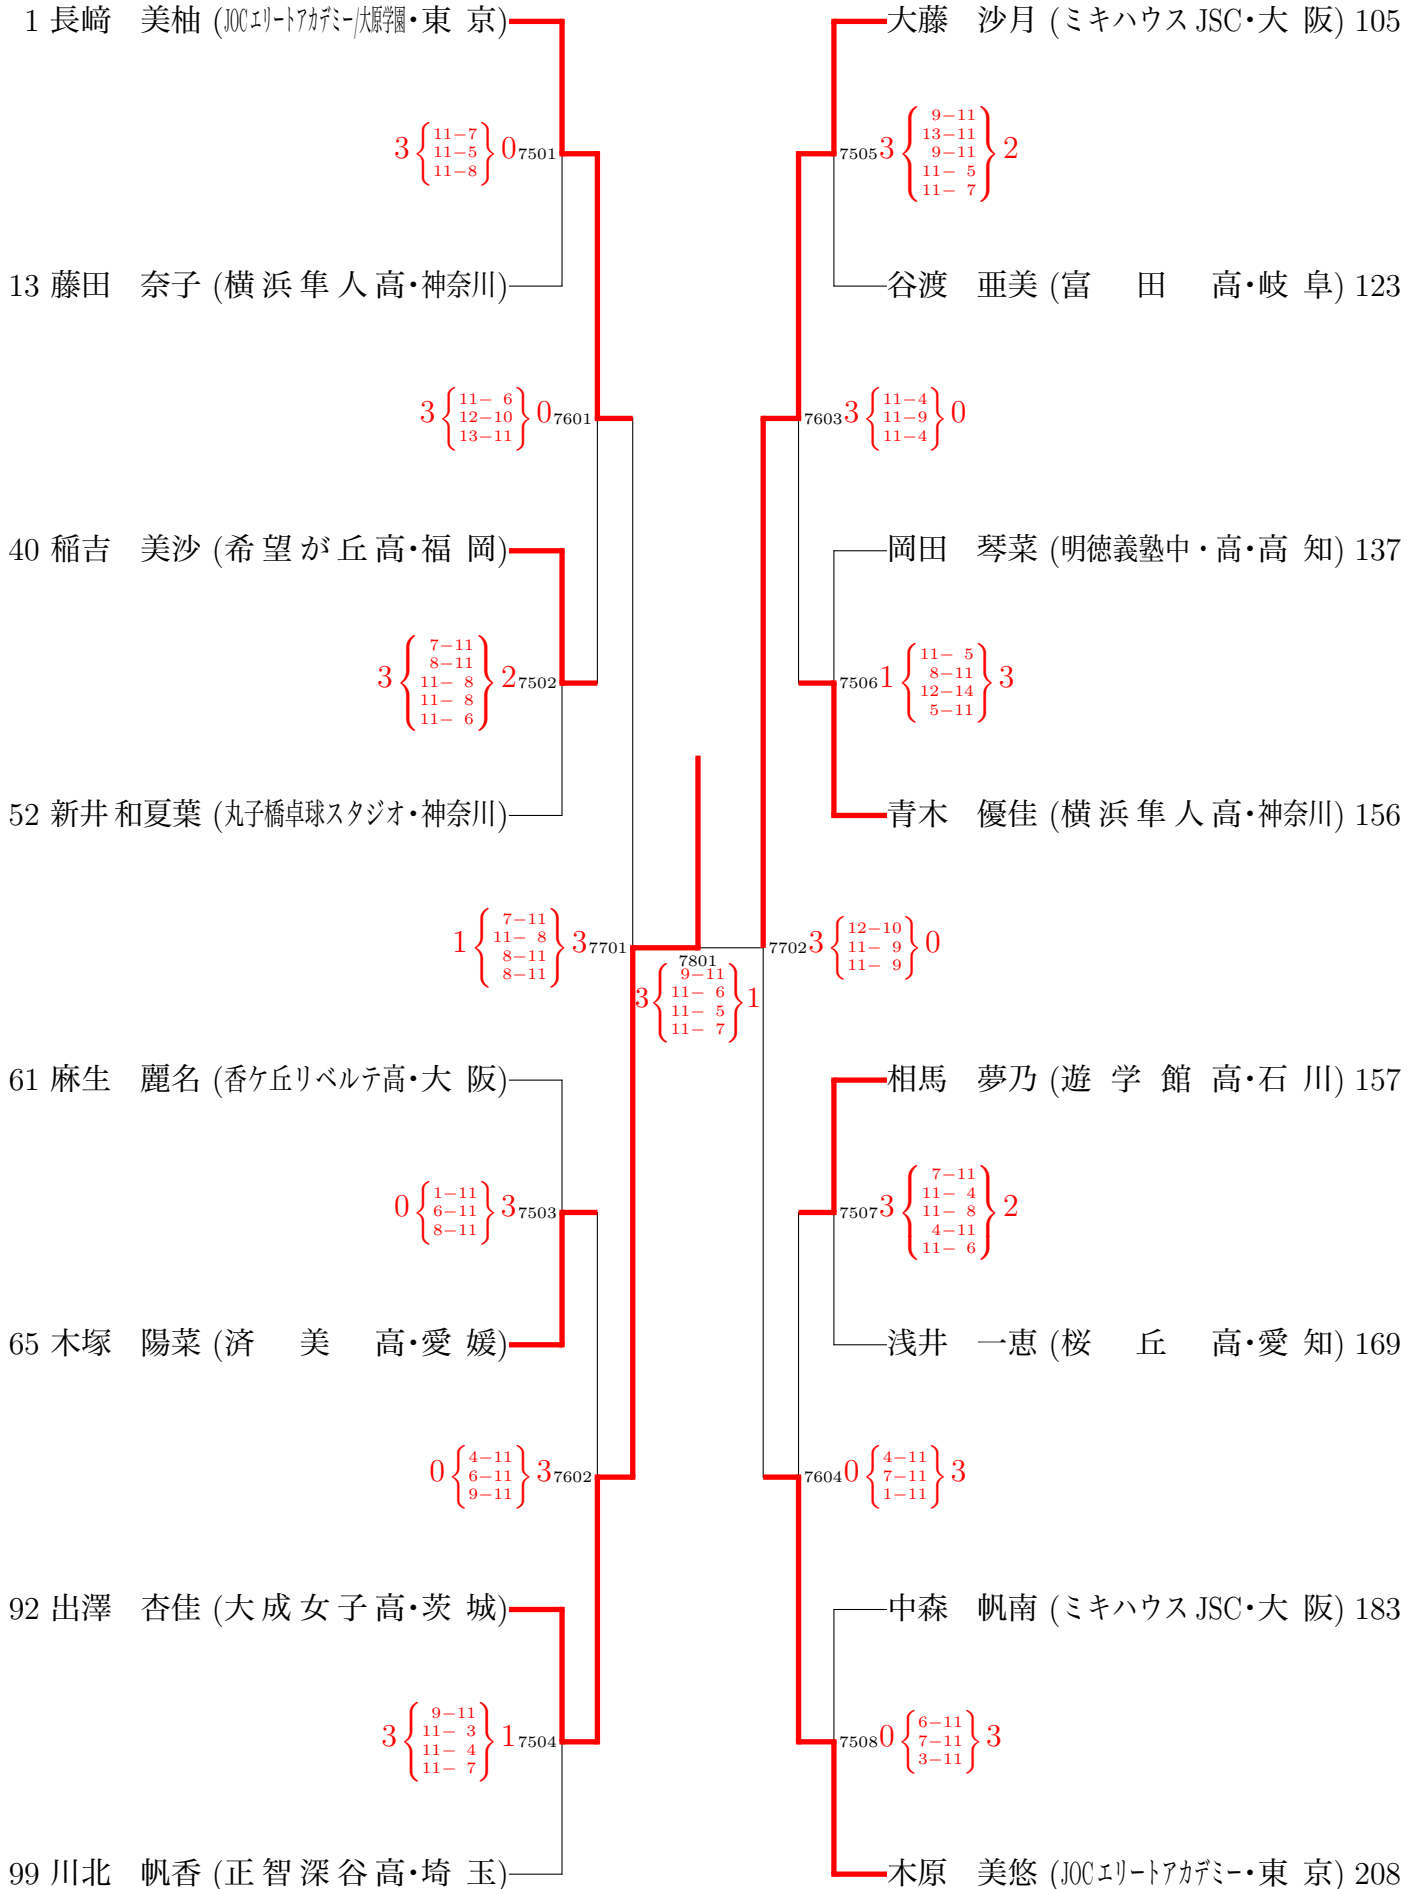 1 長﨑 美柚 (JOCエリートアカデミー/大原学園・東 京)
大藤 沙月 (ミキハウスJSC・大 阪) 105
3 11-7 11-5 11-8 0 7501
7505 3 9-11 13-11 9-11 11-5 11-7 2
13 藤田 奈子 (横浜隼人高・神奈川)
谷渡 亜美 (富田高・岐 阜) 123
3 11-6 12-10 13-11 0 7601
7603 3 11-4 11-9 11-4 0
40 稲吉 美沙 (希望が丘高・福 岡)
岡田 琴菜 (明徳義塾中・高・高 知) 137
3 7-11 8-11 11-8 11-8 11-6 2 7502
7506 1 11-5 8-11 12-14 5-11 3
52 新井 和夏葉 (丸子橋卓球スタジオ・神奈川)
青木 優佳 (横浜隼人高・神奈川) 156
1 7-11 11-8 8-11 8-11 3 7701
7801
3 9-11 11-6 11-5 11-7 1
7702 3 12-10 11-9 11-9 0
61 麻生 麗名 (香ケ丘リベルテ高・大 阪)
相馬 夢乃 (遊学館高・石 川) 157
0 1-11 6-11 8-11 3 7503
7507 3 7-11 11-4 11-8 4-11 11-6 2
65 木塚 陽菜 (済美高・愛 媛)
浅井 一恵 (桜丘高・愛 知) 169
0 4-11 6-11 9-11 3 7602
7604 0 4-11 7-11 1-11 3
92 出澤 杏佳 (大成女子高・茨 城)
中森 帆南 (ミキハウスJSC・大 阪) 183
3 9-11 11-3 11-4 11-7 1 7504
7508 0 6-11 7-11 3-11 3
99 川北 帆香 (正智深谷高・埼 玉)
木原 美悠 (JOCエリートアカデミー・東 京) 208